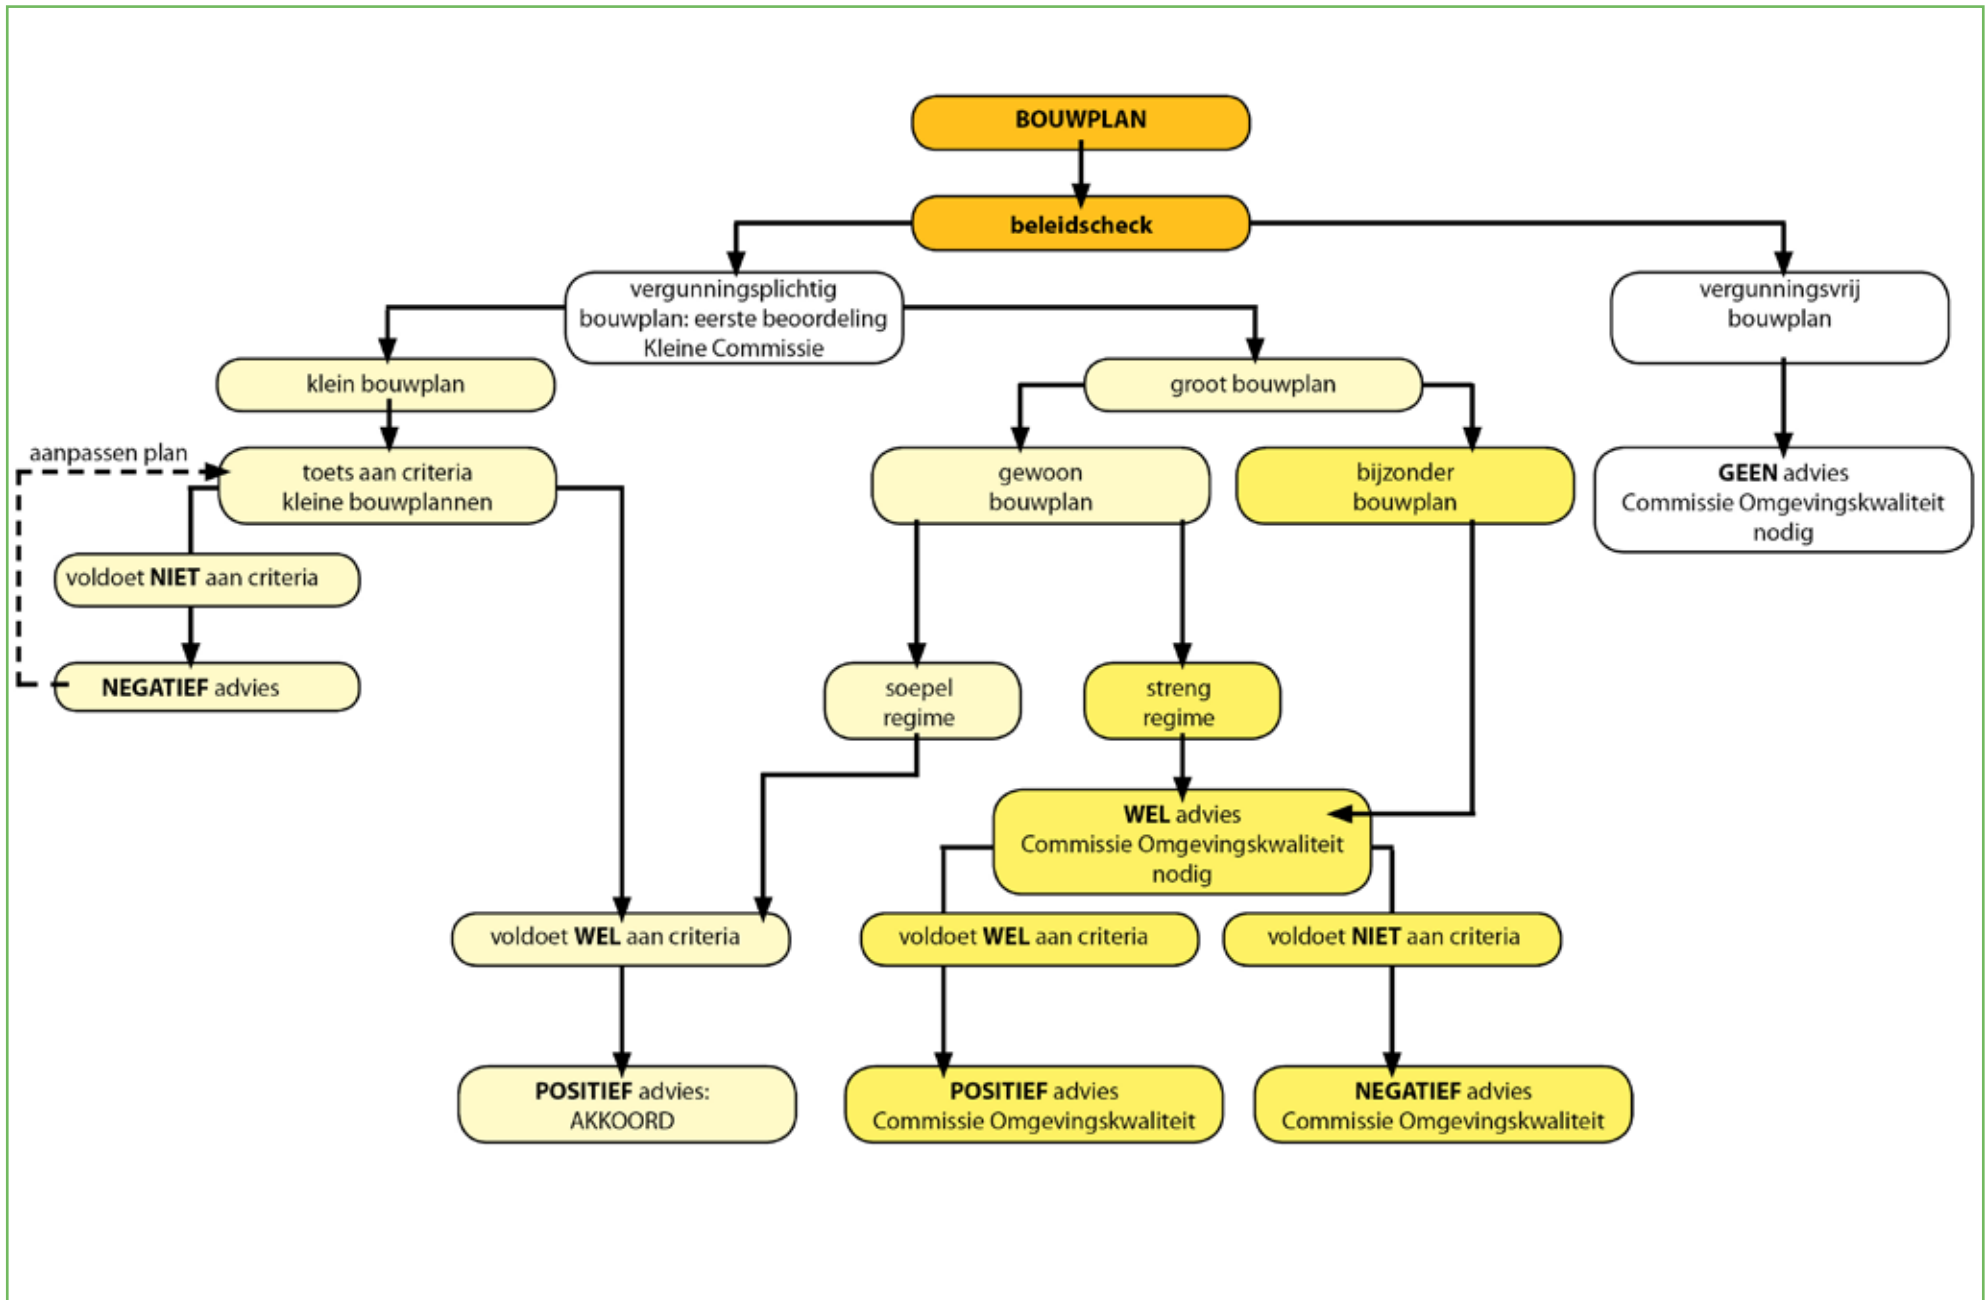 BOUWPLAN
beleidscheck
vergunningsplichtig
bouwplan: eerste beoordeling
Kleine Commissie
vergunningsvrij
bouwplan
klein bouwplan
groot bouwplan
aanpassen plan
toets aan criteria
kleine bouwplannen
gewoon
bouwplan
bijzonder
bouwplan
GEEN advies
Commissie Omgevingskwaliteit
nodig
voldoet NIET aan criteria
NEGATIEF advies
soepel
regime
streng
regime
WEL advies
Commissie Omgevingskwaliteit
nodig
voldoet WEL aan criteria
voldoet WEL aan criteria
voldoet NIET aan criteria
POSITIEF advies:
AKKOORD
POSITIEF advies
Commissie Omgevingskwaliteit
NEGATIEF advies
Commissie Omgevingskwaliteit